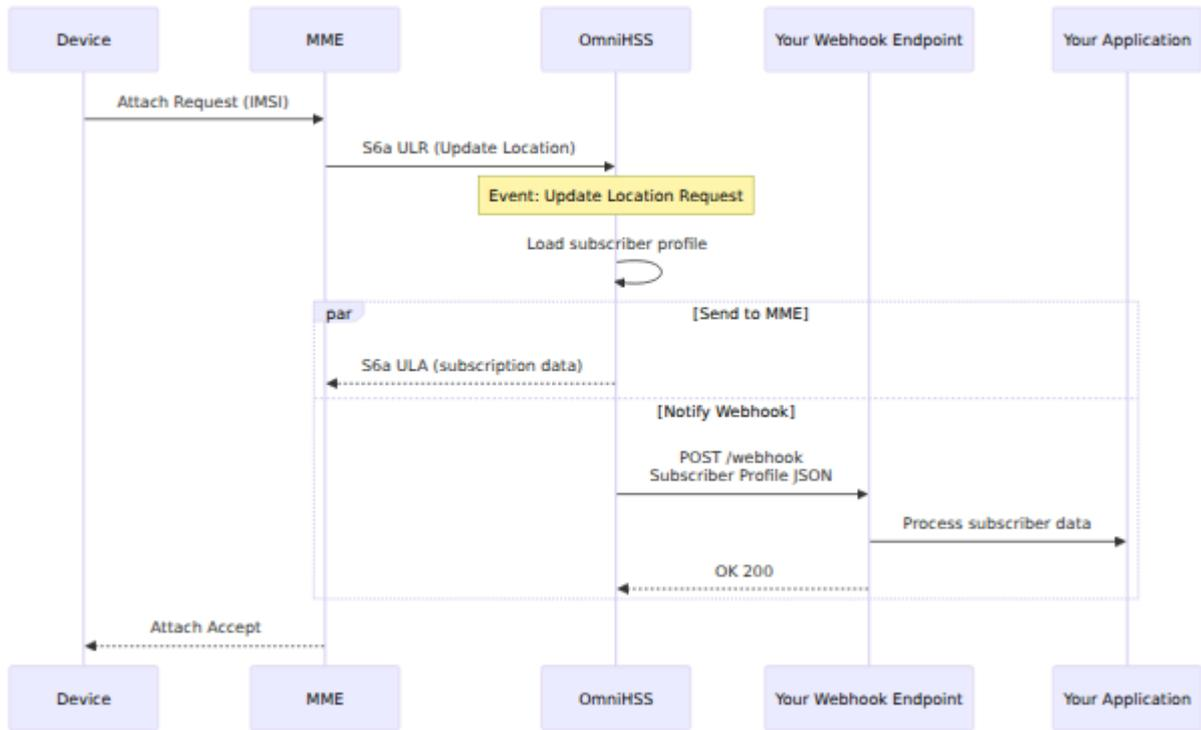 Device
MME
OmniHSS
Your Webhook Endpoint
Your Application
Attach Request (IMSI)
S6a ULR (Update Location)
Event: Update Location Request
Load subscriber profile
par
[Send to MME]
S6a ULA (subscription data)
[Notify Webhook]
POST /webhook
Subscriber Profile JSON
Process subscriber data
OK 200
Attach Accept
Device
MME
OmniHSS
Your Webhook Endpoint
Your Application